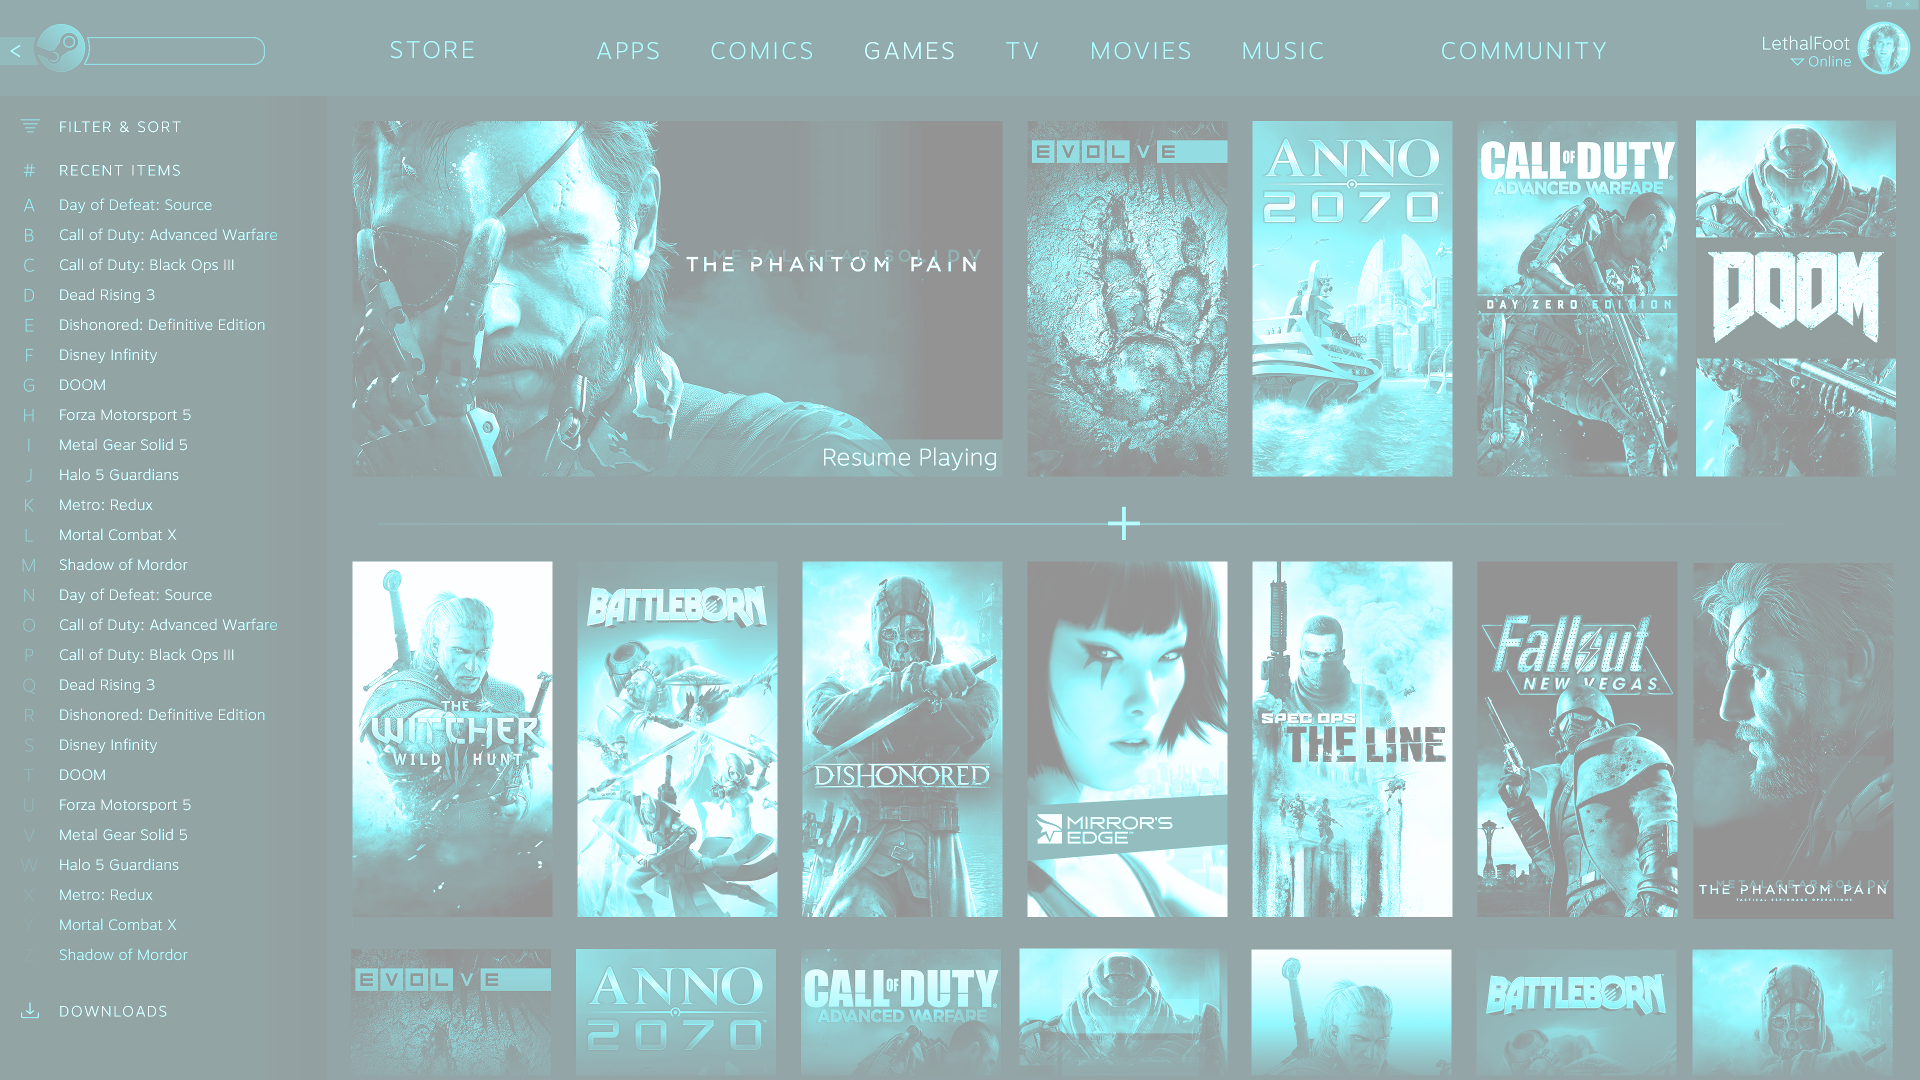 <
STORE
APPS
COMICS
GAMES
TV
MOVIES
MUSIC
COMMUNITY
LethalFoot
Online
FILTER & SORT
# RECENT ITEMS
A Day of Defeat: Source
B Call of Duty: Advanced Warfare
C Call of Duty: Black Ops III
D Dead Rising 3
E Dishonored: Definitive Edition
F Disney Infinity
G DOOM
H Forza Motorsport 5
I Metal Gear Solid 5
J Halo 5 Guardians
K Metro: Redux
L Mortal Combat X
M Shadow of Mordor
N Day of Defeat: Source
O Call of Duty: Advanced Warfare
P Call of Duty: Black Ops III
Q Dead Rising 3
R Dishonored: Definitive Edition
S Disney Infinity
T DOOM
U Forza Motorsport 5
V Metal Gear Solid 5
W Halo 5 Guardians
X Metro: Redux
Y Mortal Combat X
Z Shadow of Mordor
DOWNLOADS
METAL GEAR SOLID V
THE PHANTOM PAIN
Resume Playing
EVOLVE
ANNO
2070
CALL OF DUTY
ADVANCED WARFARE
DAY ZERO EDITION
DOOM
THE
WITCHER
WILD HUNT
BATTLEBORN
DISHONORED
MIRROR'S
EDGE
SPEC OPS
THE LINE
Fallout
NEW VEGAS
METAL GEAR SOLID V
THE PHANTOM PAIN
TACTICAL ESPIONAGE OPERATIONS
EVOLVE
ANNO
2070
CALL OF DUTY
ADVANCED WARFARE
BATTLEBORN